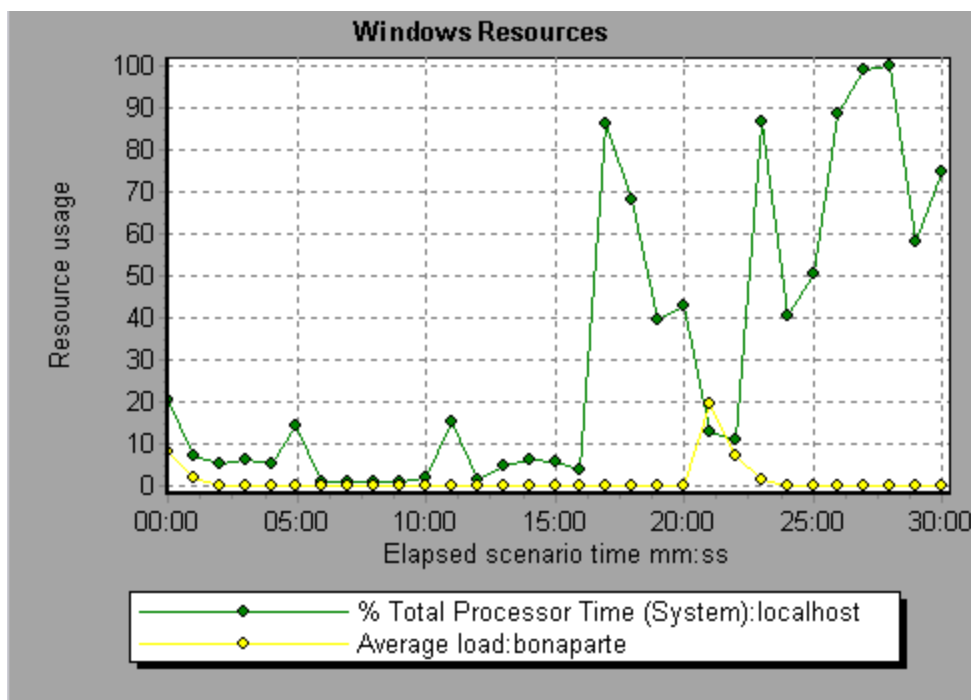 Windows Resources
100
90
80
70
60
50
40
30
20
10
0
Resource usage
00:00 05:00 10:00 15:00 20:00 25:00 30:00
Elapsed scenario time mm:ss
% Total Processor Time (System):localhost
Average load:bonaparte